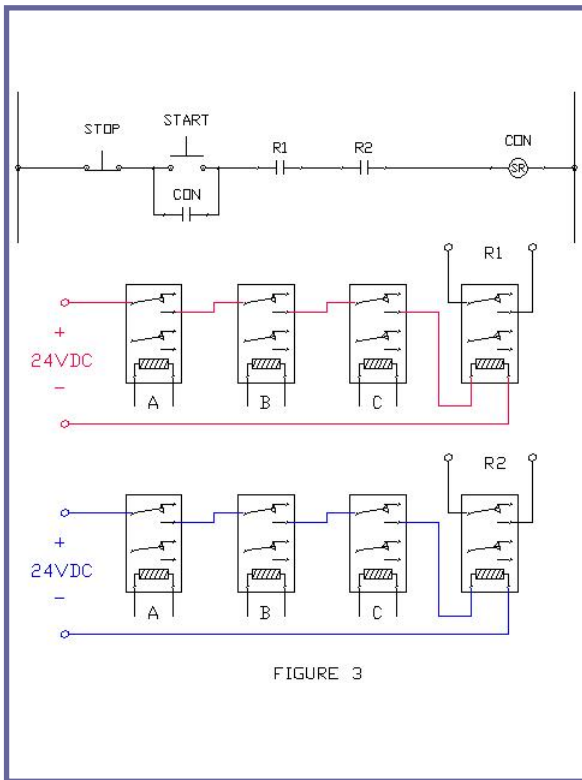 STOP
START
CON
R1
R2
CON
SR
R1
+
24VDC
-
A
B
C
R2
+
24VDC
-
A
B
C
FIGURE 3